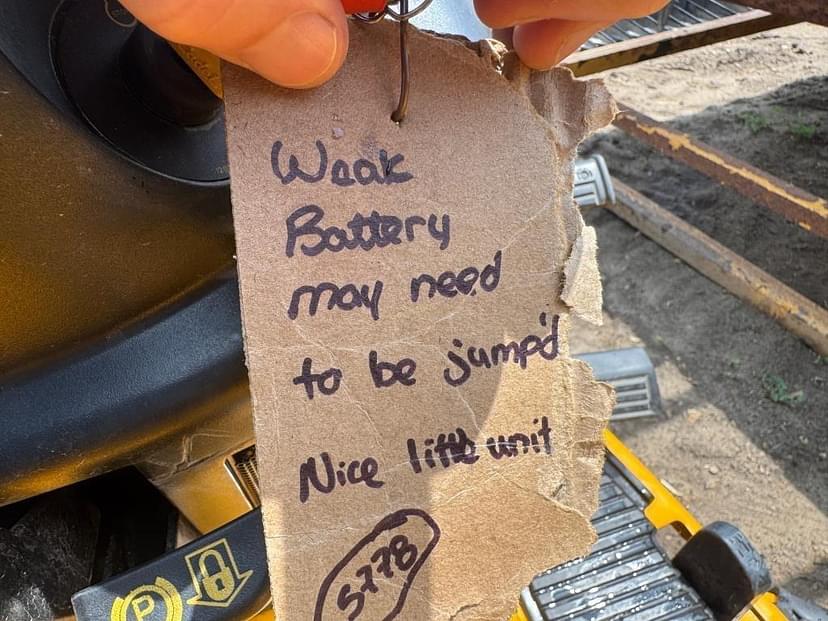 Weak
Battery
may need
to be jump'd
Nice little unit
5778
P